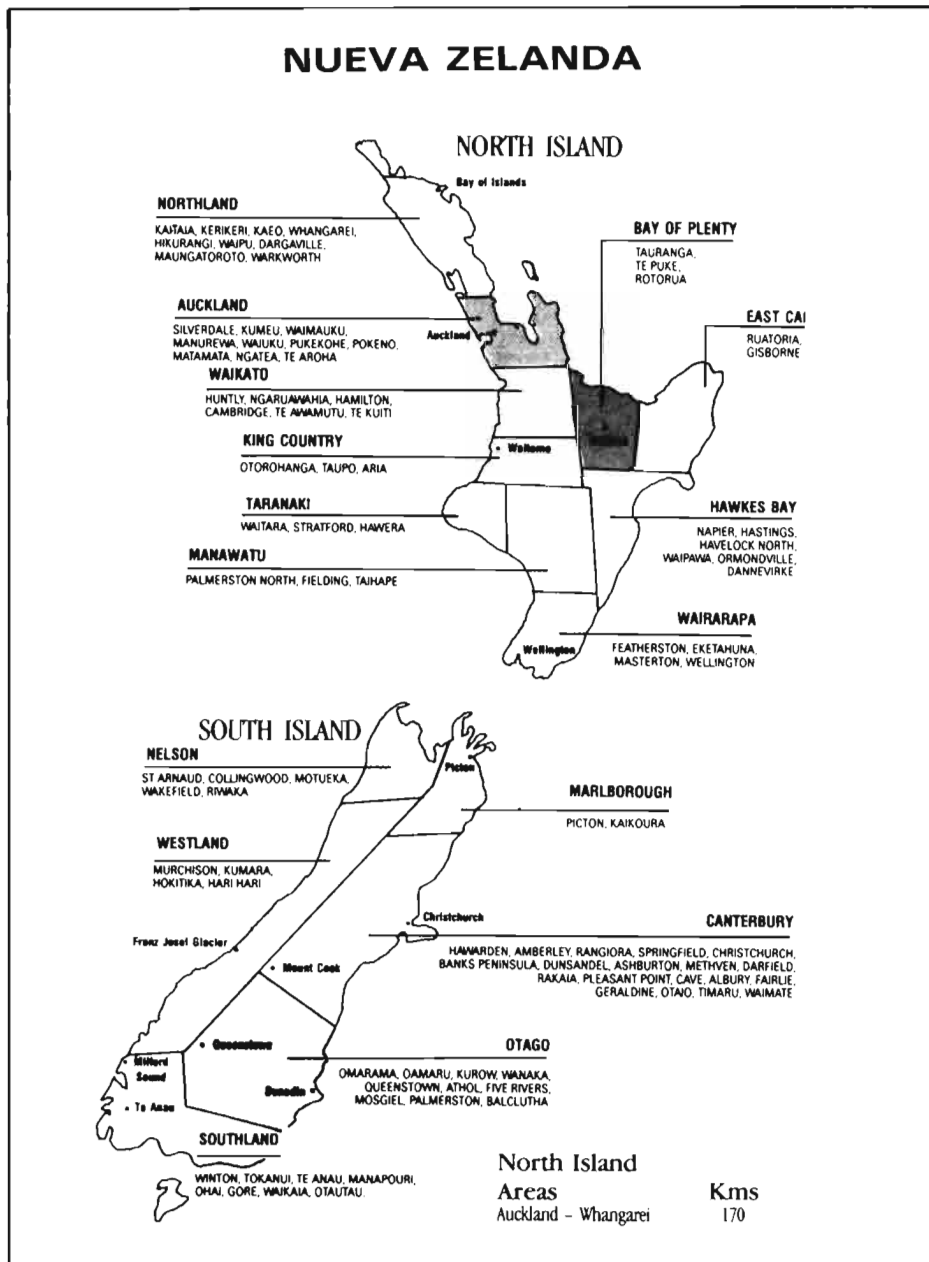 NUEVA ZELANDA
NORTH ISLAND
Bay of Islands
NORTHLAND
KAITAIA, KERIKERI, KAEO, WHANGAREI,
HIKURANGI, WAIPU, DARGAVILLE,
MAUNGATOROTO, WARKWORTH
BAY OF PLENTY
TAURANGA,
TE PUKE,
ROTORUA
AUCKLAND
SILVERDALE, KUMEU, WAIMAUKU,
MANUREWA, WAIUKU, PUKEKOHE, POKENO,
MATAMATA, NGATEA, TE AROHA
Auckland
EAST CAI
RUATORIA,
GISBORNE
WAIKATO
HUNTLY, NGARUAWAHIA, HAMILTON,
CAMBRIDGE, TE AWAMUTU, TE KUITI
KING COUNTRY
OTOROHANGA, TAUPO, ARIA
TARANAKI
WAITARA, STRATFORD, HAWERA
HAWKES BAY
NAPIER, HASTINGS,
HAVELOCK NORTH,
WAIPAWA, ORMONDVILLE,
DANNEVIRKE
MANAWATU
PALMERSTON NORTH, FIELDING, TAIHAPE
WAIRARAPA
FEATHERSTON, EKETAHUNA,
MASTERTON, WELLINGTON
Wellington
SOUTH ISLAND
NELSON
ST ARNAUD, COLLINGWOOD, MOTUEKA,
WAKEFIELD, RIWAKA
Picton
MARLBOROUGH
PICTON, KAIKOURA
WESTLAND
MURCHISON, KUMARA,
HOKITIKA, HARI HARI
Christchurch
CANTERBURY
HAWARDEN, AMBERLEY, RANGIORA, SPRINGFIELD, CHRISTCHURCH,
BANKS PENINSULA, DUNSANDEL, ASHBURTON, METHVEN, DARFIELD,
RAKAIA, PLEASANT POINT, CAVE, ALBURY, FAIRLIE,
GERALDINE, OTAIO, TIMARU, WAIMATE
Franz Josef Glacier
Mount Cook
Queenstown
OTAGO
OMARAMA, OAMARU, KUROW, WANAKA,
QUEENSTOWN, ATHOL, FIVE RIVERS,
MOSGIEL, PALMERSTON, BALCLUTHA
Milford
Sound
Dunedin
Te Anau
SOUTHLAND
WINTON, TOKANUI, TE ANAU, MANAPOURI,
OHAI, GORE, WAIKAIA, OTAUTAU
North Island
Areas Kms
Auckland – Whangarei 170